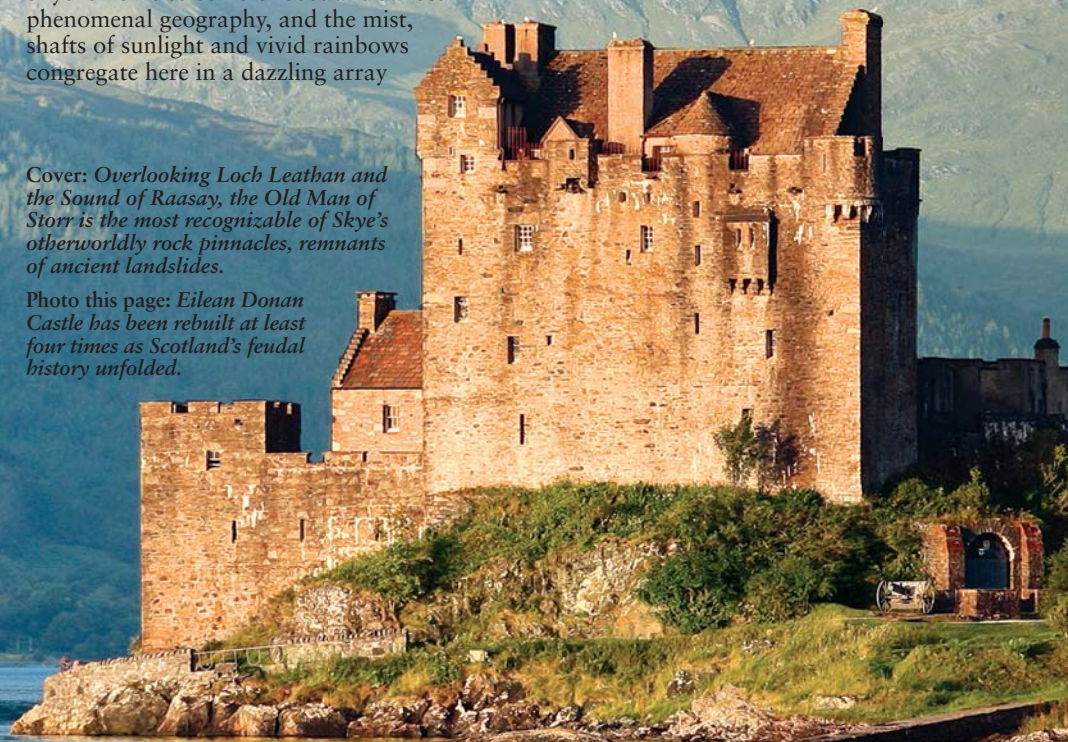 phenomenal geography, and the mist,
shafts of sunlight and vivid rainbows
congregate here in a dazzling array
Cover: Overlooking Loch Leathan and
the Sound of Raasay, the Old Man of
Storr is the most recognizable of Skye’s
otherworldly rock pinnacles, remnants
of ancient landslides.
Photo this page: Eilean Donan
Castle has been rebuilt at least
four times as Scotland’s feudal
history unfolded.